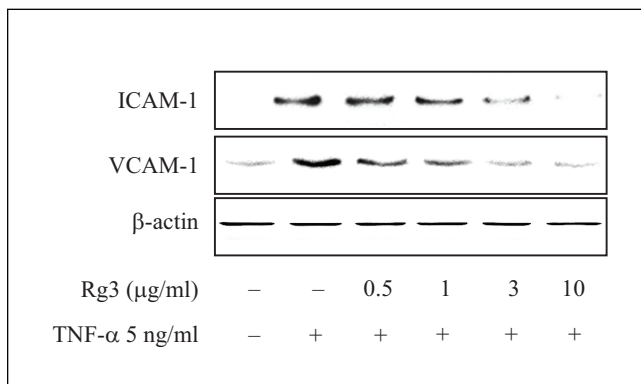 ICAM-1
VCAM-1
β-actin
Rg3 (μg/ml) – – 0.5 1 3 10
TNF-α 5 ng/ml – + + + + +